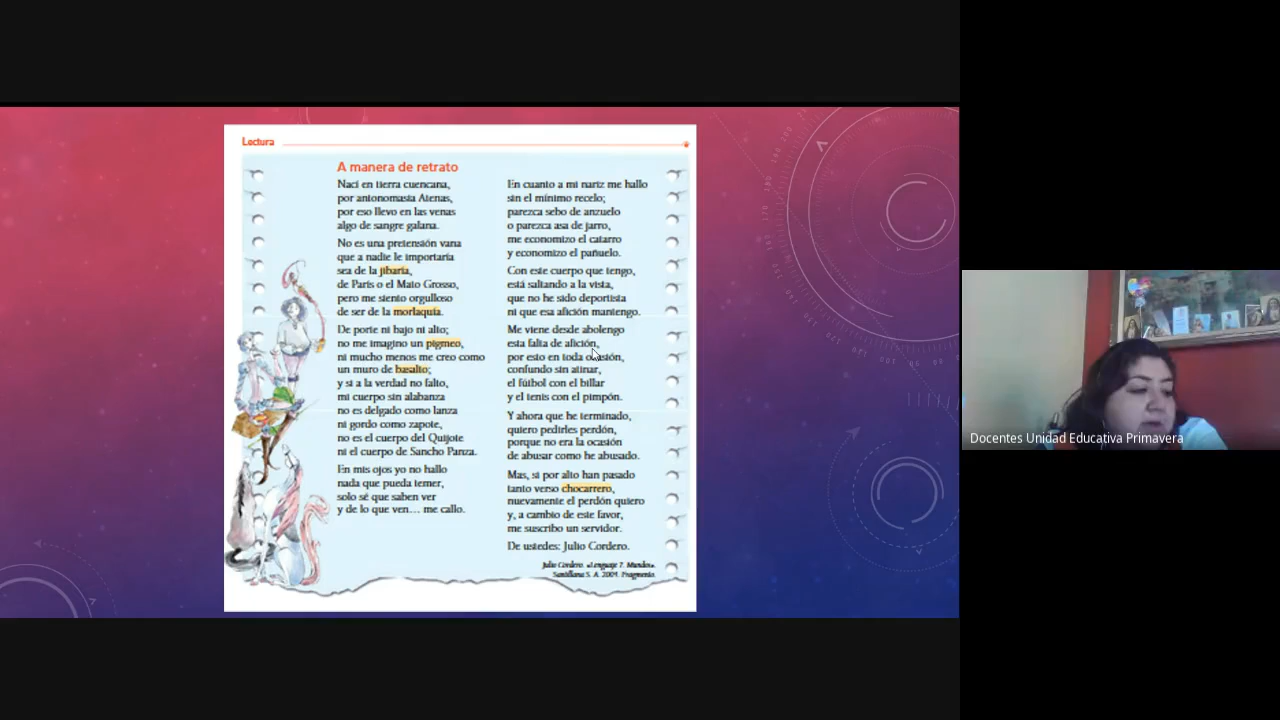 Lectura
A manera de retrato
Nací en tierra cuencana,
por antonomasia Atenas,
por eso llevo en las venas
algo de sangre galana.
No es una pretensión vana
que a nadie le importaría
sea de la jibaría,
de París o el Mato Grosso,
pero me siento orgulloso
de ser de la morlaquía.
De porte ni bajo ni alto;
no me imagino un pigmeo,
ni mucho menos me creo como
un muro de basalto;
y si a la verdad no falto,
mi cuerpo sin alabanza
no es delgado como lanza
ni gordo como zapote,
no es el cuerpo del Quijote
ni el cuerpo de Sancho Panza.
En mis ojos yo no hallo
nada que pueda temer,
solo sé que saben ver
y de lo que ven... me callo.
En cuanto a mi nariz me hallo
sin el mínimo recelo;
parezca sebo de anzuelo
o parezca asa de jarro,
me economizo el catarro
y economizo el pañuelo.
Con este cuerpo que tengo,
está saltando a la vista,
que no he sido deportista
ni que esa afición mantengo.
Me viene desde abolengo
esta falta de afición,
por esto en toda ocasión,
confundo sin atinar,
el fútbol con el billar
y el tenis con el pimpón.
Y ahora que he terminado,
quiero pedirles perdón,
porque no era la ocasión
de abusar como he abusado.
Mas, si por alto han pasado
tanto verso chocarrero,
nuevamente el perdón quiero
y, a cambio de este favor,
me suscribo un servidor.
De ustedes: Julio Cordero.
Julio Cordero. «Lenguaje 7. Mundos».
Santillana S. A. 2009. Fragmento.
Docentes Unidad Educativa Primavera